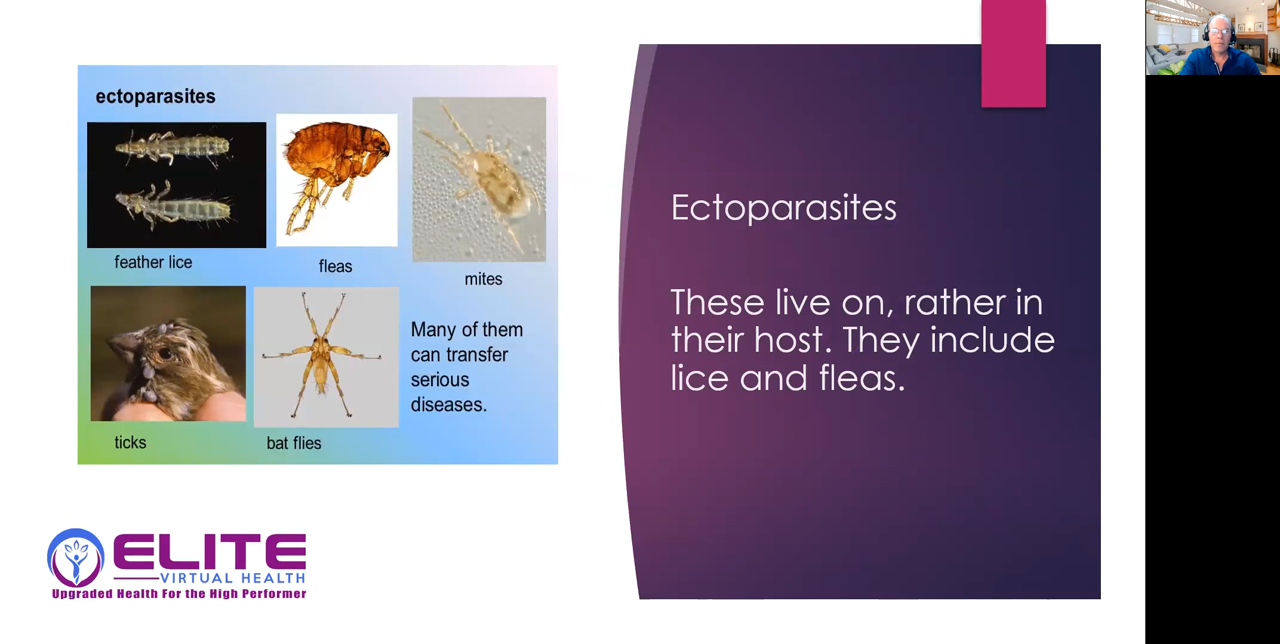 ectoparasites
feather lice
fleas
mites
ticks
bat flies
Many of them
can transfer
serious
diseases.
Ectoparasites
These live on, rather in
their host. They include
lice and fleas.
ELITE
VIRTUAL HEALTH
Upgraded Health For the High Performer